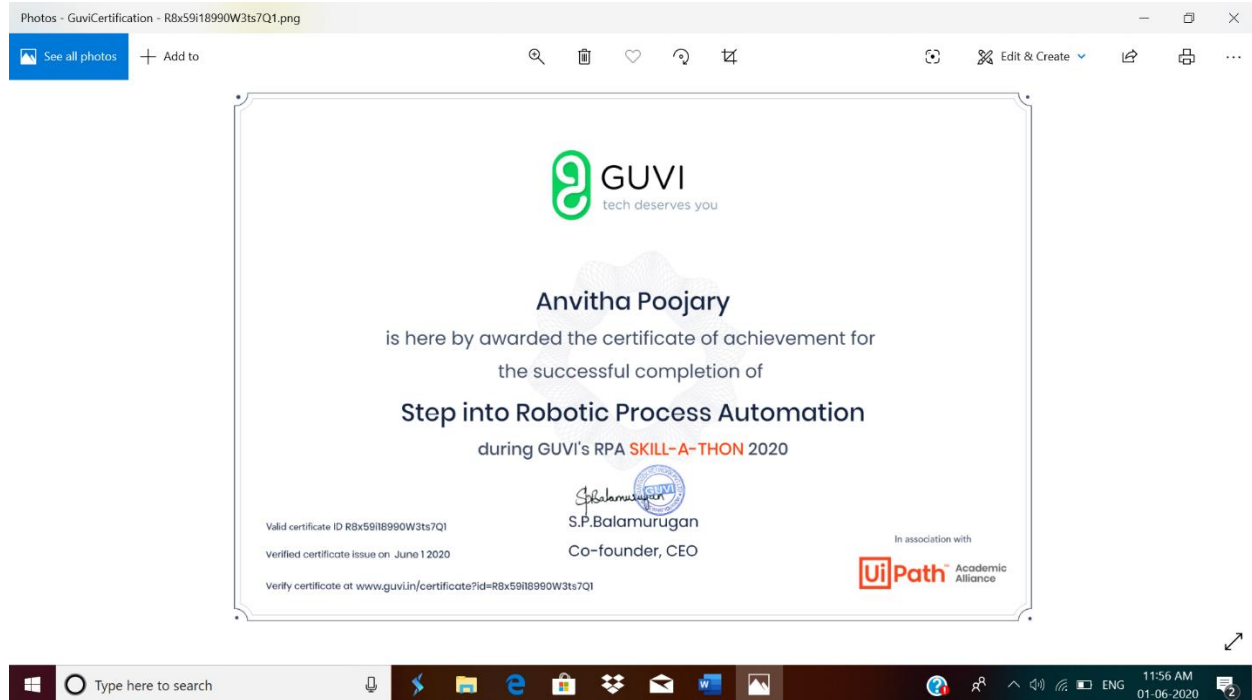 Photos - GuviCertification - R8x59i18990W3ts7Q1.png
See all photos
Add to
Edit & Create
GUVI
tech deserves you
Anvitha Poojary
is here by awarded the certificate of achievement for
the successful completion of
Step into Robotic Process Automation
during GUVI's RPA SKILL-A-THON 2020
SpBalamurugan
GUVI
S.P.Balamurugan
Co-founder, CEO
Valid certificate ID R8x59i18990W3ts7Q1
Verified certificate issue on June 1 2020
Verify certificate at www.guvi.in/certificate?id=R8x59i18990W3ts7Q1
In association with
UiPath™ Academic
Alliance
Type here to search
ENG
11:56 AM
01-06-2020
2